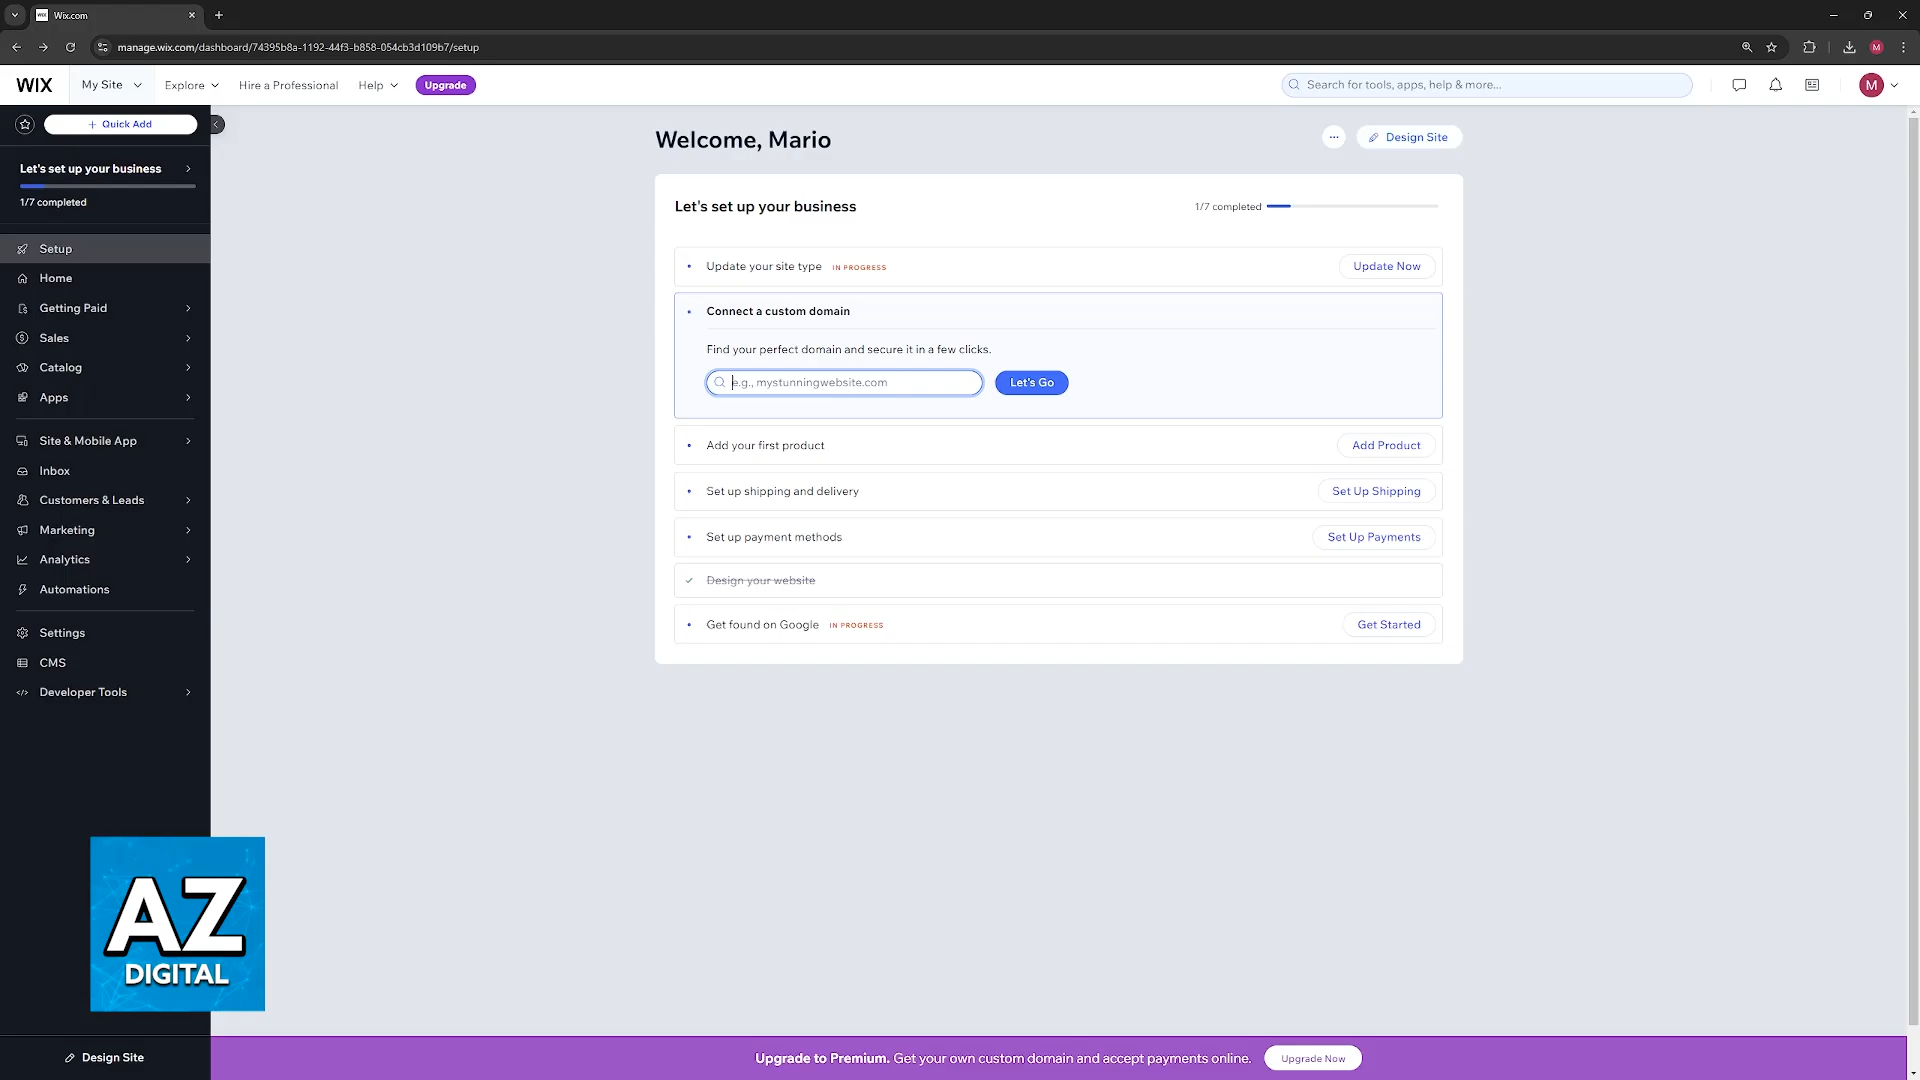 Wix.com
manage.wix.com/dashboard/74395b8a-1192-44f3-b858-054cb3d109b7/setup
M
WIX
My Site
Explore
Hire a Professional
Help
Upgrade
Search for tools, apps, help & more...
M
+ Quick Add
Let's set up your business
1/7 completed
Setup
Home
Getting Paid
Sales
Catalog
Apps
Site & Mobile App
Inbox
Customers & Leads
Marketing
Analytics
Automations
Settings
CMS
Developer Tools
Design Site
Welcome, Mario
Design Site
Let's set up your business
1/7 completed
Update your site type IN PROGRESS
Update Now
Connect a custom domain
Find your perfect domain and secure it in a few clicks.
e.g., mystunningwebsite.com
Let's Go
Add your first product
Add Product
Set up shipping and delivery
Set Up Shipping
Set up payment methods
Set Up Payments
Design your website
Get found on Google IN PROGRESS
Get Started
AZ
DIGITAL
Upgrade to Premium. Get your own custom domain and accept payments online.
Upgrade Now